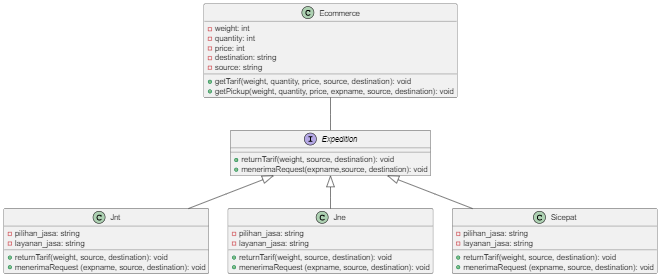 C Ecommerce
weight: int
quantity: int
price: int
destination: string
source: string
getTarif(weight, quantity, price, source, destination): void
getPickup(weight, quantity, price, expname, source, destination): void
I Expedition
returnTarif(weight, source, destination): void
menerimaRequest(expname,source, destination): void
C Jnt
pilihan_jasa: string
layanan_jasa: string
returnTarif(weight, source, destination): void
menerimaRequest (expname, source, destination): void
C Jne
pilihan_jasa: string
layanan_jasa: string
returnTarif(weight, source, destination): void
menerimaRequest (expname, source, destination): void
C Sicepat
pilihan_jasa: string
layanan_jasa: string
returnTarif(weight, source, destination): void
menerimaRequest (expname, source, destination): void